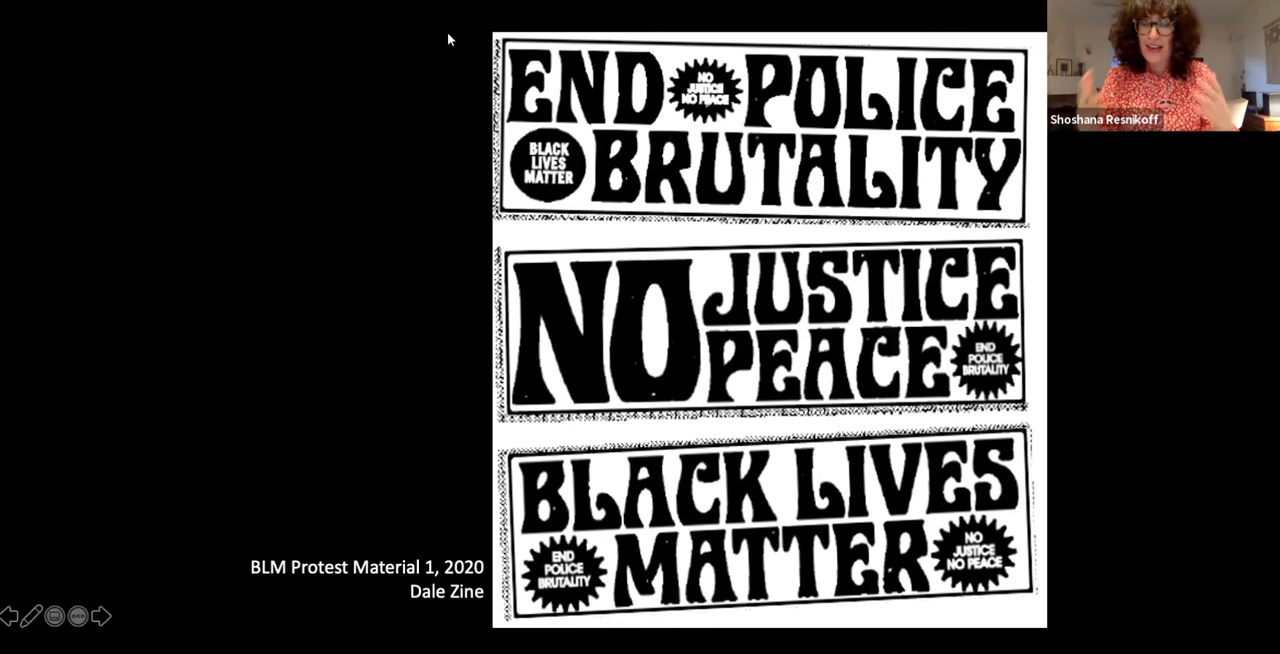 END NO JUSTICE NO PEACE POLICE
BLACK LIVES MATTER BRUTALITY
NO JUSTICE
PEACE END POLICE BRUTALITY
BLACK LIVES
END POLICE BRUTALITY MATTER NO JUSTICE NO PEACE
BLM Protest Material 1, 2020
Dale Zine
Shoshana Resnikoff